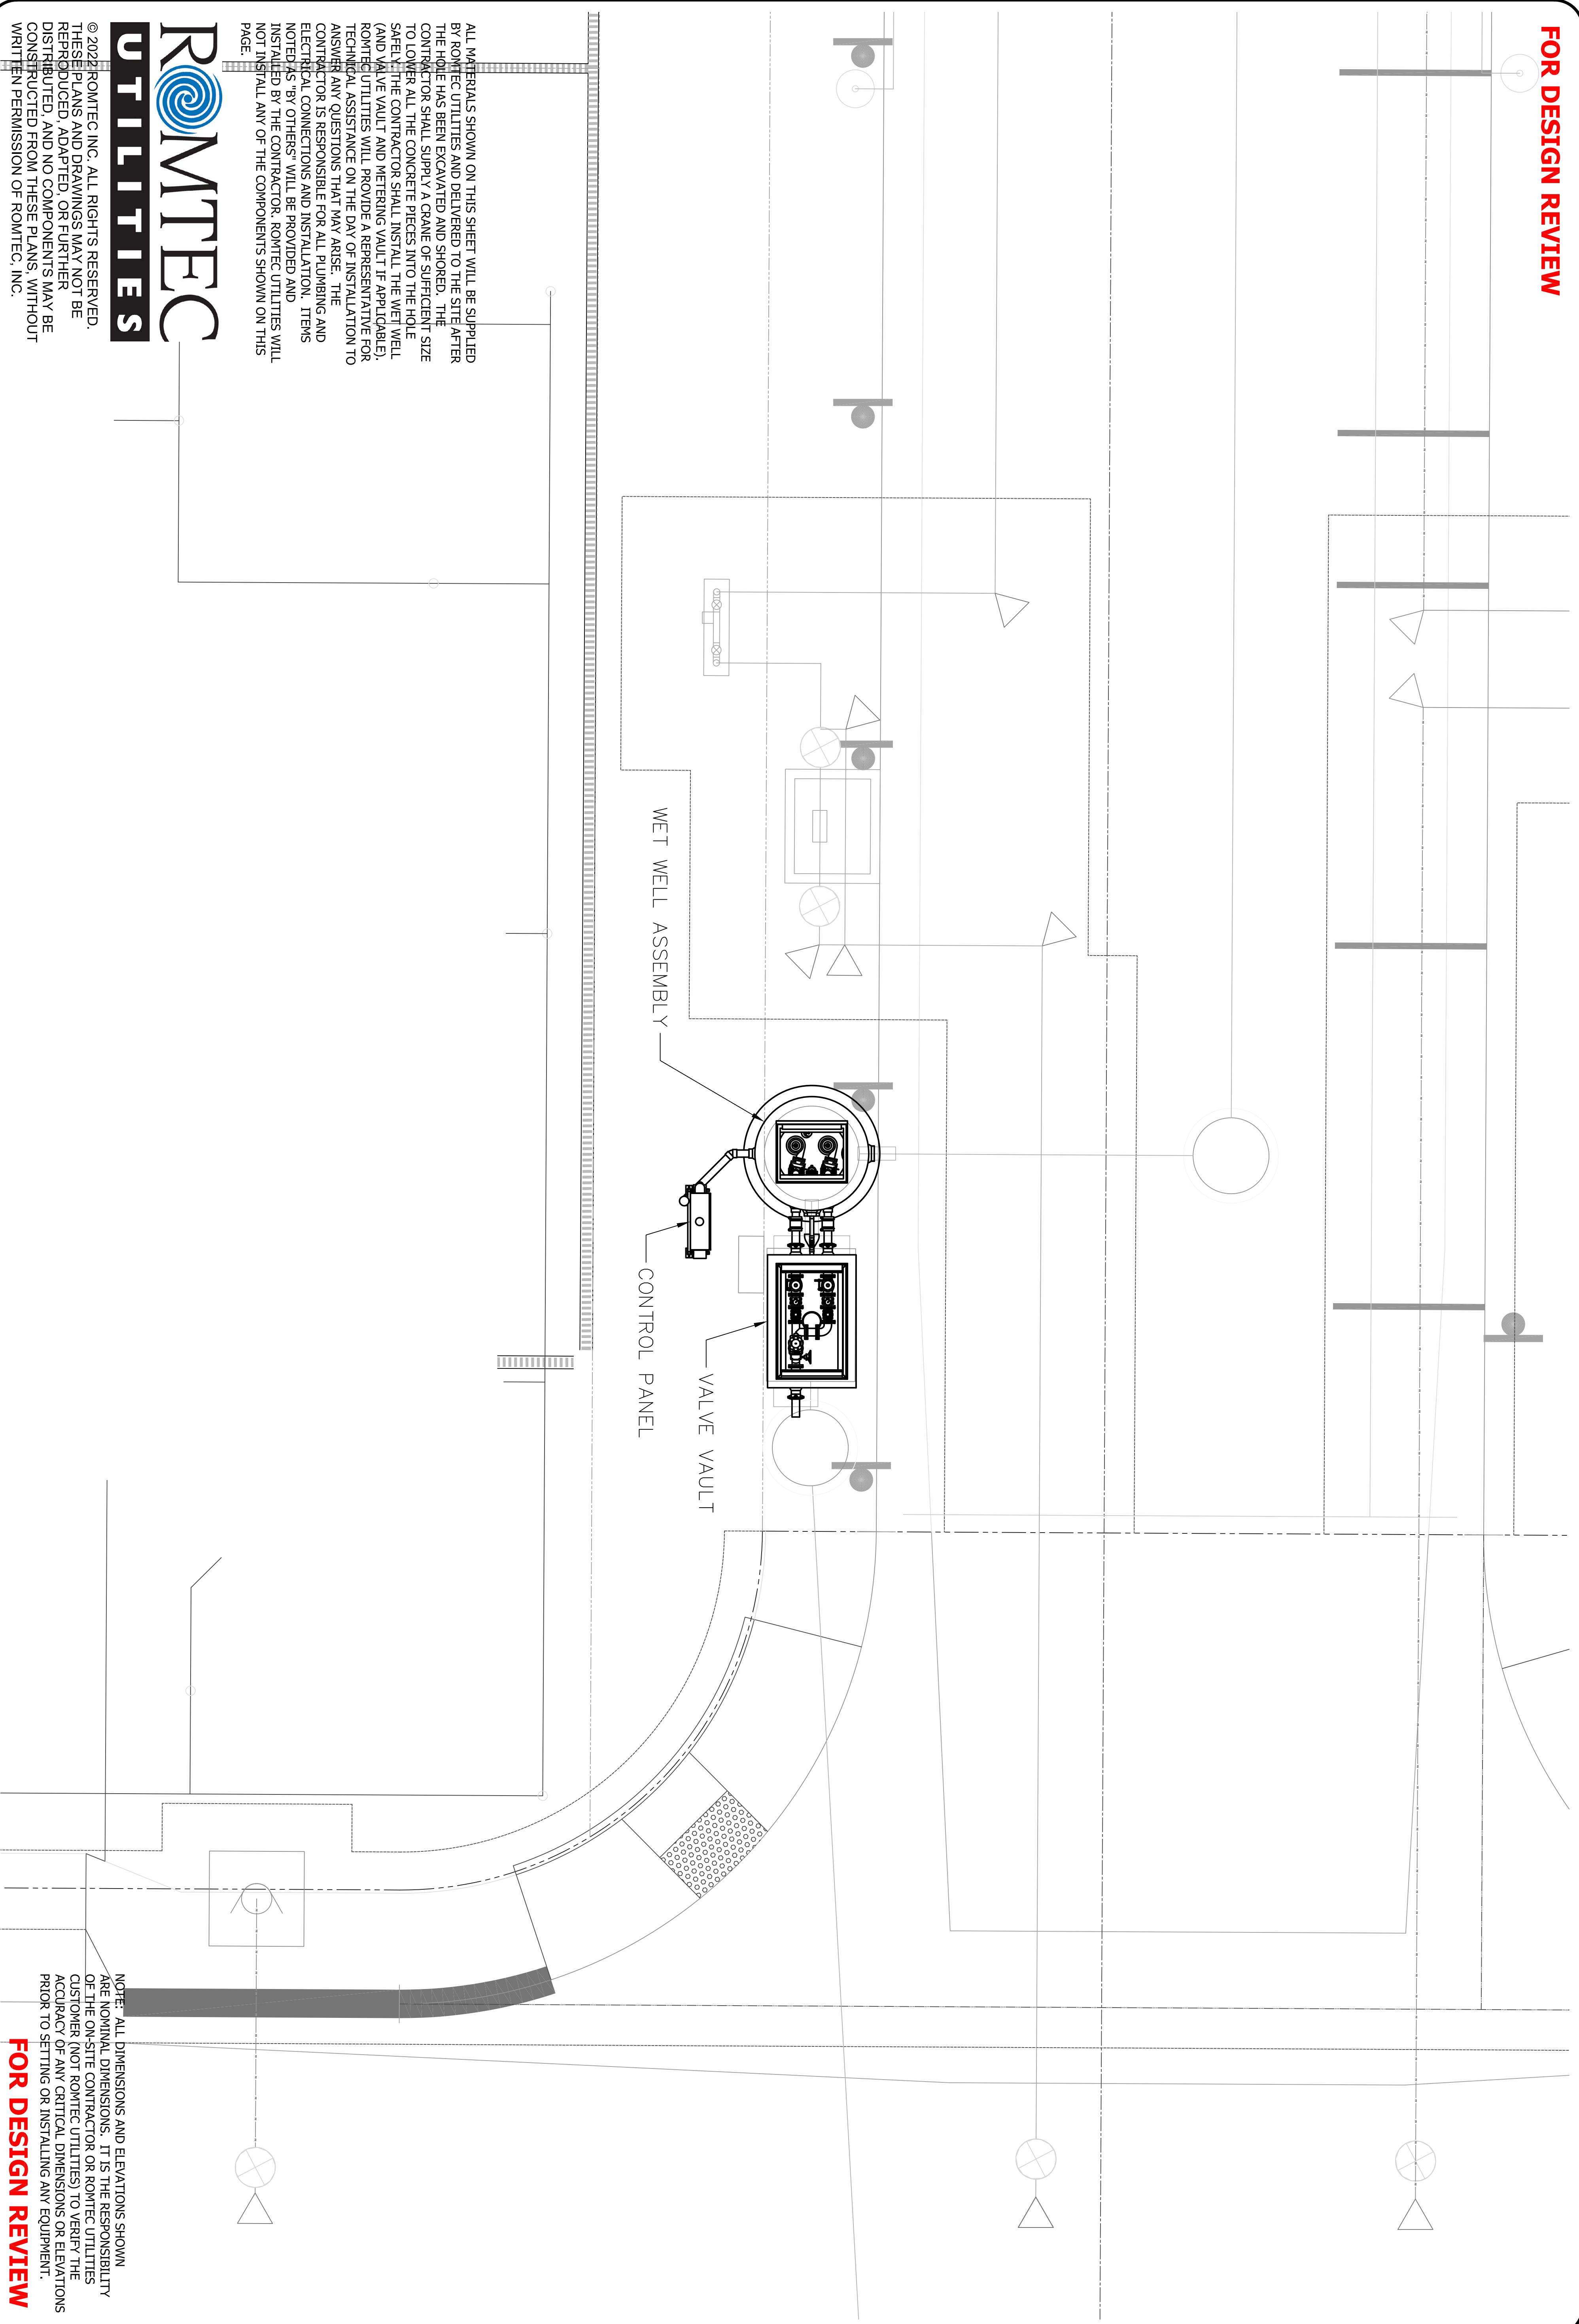 FOR DESIGN REVIEW
ALL MATERIALS SHOWN ON THIS SHEET WILL BE SUPPLIED
BY ROMTEC UTILITIES AND DELIVERED TO THE SITE AFTER
THE HOLE HAS BEEN EXCAVATED AND SHORED. THE
CONTRACTOR SHALL SUPPLY A CRANE OF SUFFICIENT SIZE
TO LOWER ALL THE CONCRETE PIECES INTO THE HOLE
SAFELY. THE CONTRACTOR SHALL INSTALL THE WET WELL
(AND VALVE VAULT AND METERING VAULT IF APPLICABLE).
ROMTEC UTILITIES WILL PROVIDE A REPRESENTATIVE FOR
TECHNICAL ASSISTANCE ON THE DAY OF INSTALLATION TO
ANSWER ANY QUESTIONS THAT MAY ARISE. THE
CONTRACTOR IS RESPONSIBLE FOR ALL PLUMBING AND
ELECTRICAL CONNECTIONS AND INSTALLATION. ITEMS
NOTED AS "BY OTHERS" WILL BE PROVIDED AND
INSTALLED BY THE CONTRACTOR. ROMTEC UTILITIES WILL
NOT INSTALL ANY OF THE COMPONENTS SHOWN ON THIS
PAGE.
ROMTEC
UTILITIES
© 2022 ROMTEC INC. ALL RIGHTS RESERVED.
THESE PLANS AND DRAWINGS MAY NOT BE
REPRODUCED, ADAPTED, OR FURTHER
DISTRIBUTED, AND NO COMPONENTS MAY BE
CONSTRUCTED FROM THESE PLANS, WITHOUT
WRITTEN PERMISSION OF ROMTEC, INC.
WET WELL ASSEMBLY
VALVE VAULT
CONTROL PANEL
NOTE: ALL DIMENSIONS AND ELEVATIONS SHOWN
ARE NOMINAL DIMENSIONS. IT IS THE RESPONSIBILITY
OF THE ON-SITE CONTRACTOR OR ROMTEC UTILITIES
CUSTOMER (NOT ROMTEC UTILITIES) TO VERIFY THE
ACCURACY OF ANY CRITICAL DIMENSIONS OR ELEVATIONS
PRIOR TO SETTING OR INSTALLING ANY EQUIPMENT.
FOR DESIGN REVIEW